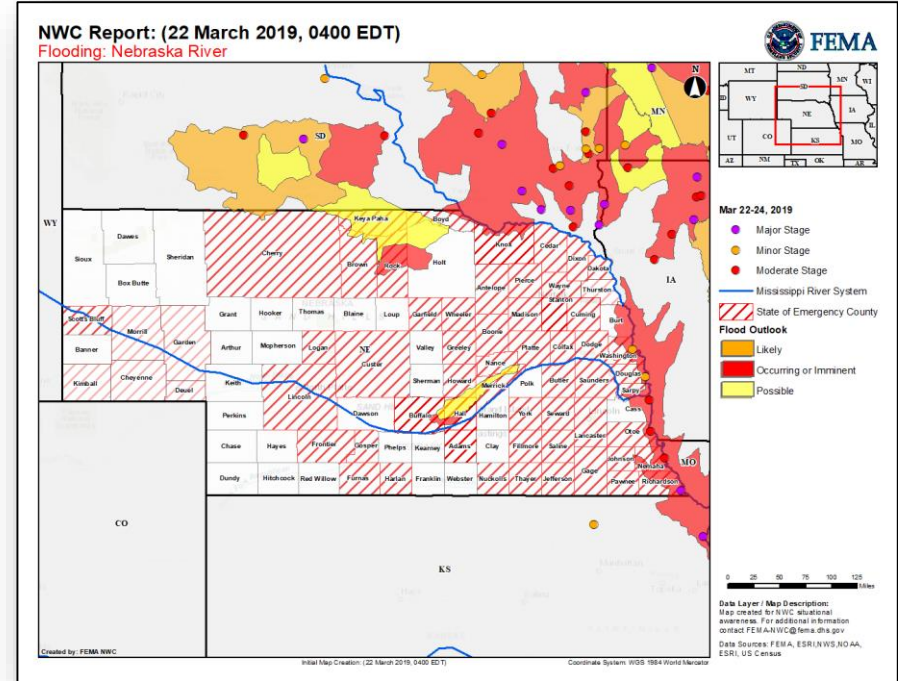 NWC Report: (22 March 2019, 0400 EDT)
Flooding: Nebraska River
FEMA
N
SD
MN
WY
NE
IA
MO
CO
KS
Keya Paha
Boyd
Sioux
Dawes
Sheridan
Box Butte
Cherry
Brown
Rock
Holt
Knox
Cedar
Dixon
Dakota
Antelope
Pierce
Wayne
Thurston
Stanton
Cuming
Burt
Scotts Bluff
Morrill
Garden
Banner
Kimball
Cheyenne
Deuel
Grant
Hooker
Thomas
Blaine
Loup
Garfield
Wheeler
Boone
Madison
Arthur
Mcpherson
Logan
Custer
Valley
Greeley
Nance
Platte
Colfax
Dodge
Washington
Keith
Lincoln
Sherman
Howard
Merrick
Polk
Butler
Saunders
Douglas
Sarpy
Perkins
Dawson
Buffalo
Hall
Hamilton
York
Seward
Lancaster
Cass
Otoe
Chase
Hayes
Frontier
Gosper
Phelps
Kearney
Adams
Clay
Fillmore
Saline
Gage
Johnson
Nemaha
Dundy
Hitchcock
Red Willow
Furnas
Harlan
Franklin
Webster
Nuckolls
Thayer
Jefferson
Pawnee
Richardson
Created by: FEMA NWC
Initial Map Creation: (22 March 2019, 0400 EDT)
Coordinate System: WGS 1984 World Mercator
MT
ND
MN
WI
ID
SD
WY
IA
NE
IL
UT
CO
KS
MO
AZ
NM
TX
OK
AR
Mar 22-24, 2019
Major Stage
Minor Stage
Moderate Stage
Mississippi River System
State of Emergency County
Flood Outlook
Likely
Occurring or Imminent
Possible
0 25 50 75 100 125
Miles
Data Layer / Map Description:
Map created for NWC situational
awareness. For additional information
contact FEMA-NWC@fema.dhs.gov
Data Sources: FEMA, ESRI,NWS,NOAA,
ESRI, US Census